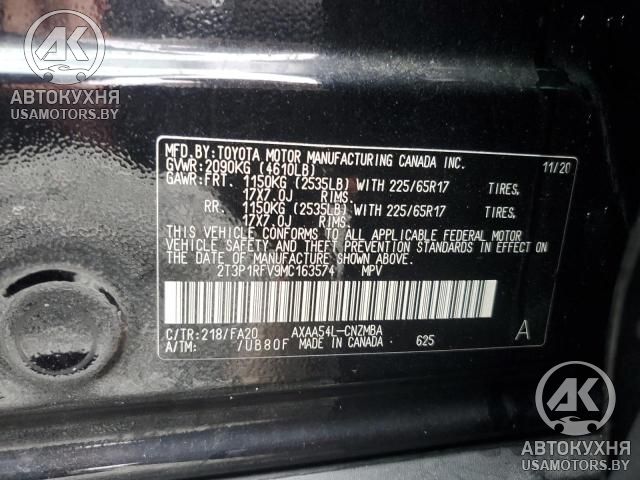 AK
АВТОКУХНЯ
USAMOTORS.BY
MFD.BY:TOYOTA MOTOR MANUFACTURING CANADA INC. 11/20
GVWR:2090KG (4610LB)
GAWR:FRT. 1150KG (2535LB) WITH 225/65R17 TIRES,
17X7.0J RIMS.
RR. 1150KG (2535LB) WITH 225/65R17 TIRES,
17X7.0J RIMS.
THIS VEHICLE CONFORMS TO ALL APPLICABLE FEDERAL MOTOR
VEHICLE SAFETY AND THEFT PREVENTION STANDARDS IN EFFECT ON
THE DATE OF MANUFACTURE SHOWN ABOVE.
2T3P1RFV9MC163574 MPV
C/TR:218/FA20 AXAA54L-CNZMBA A
A/TM: /UB80F MADE IN CANADA 625
AK
АВТОКУХНЯ
USAMOTORS.BY